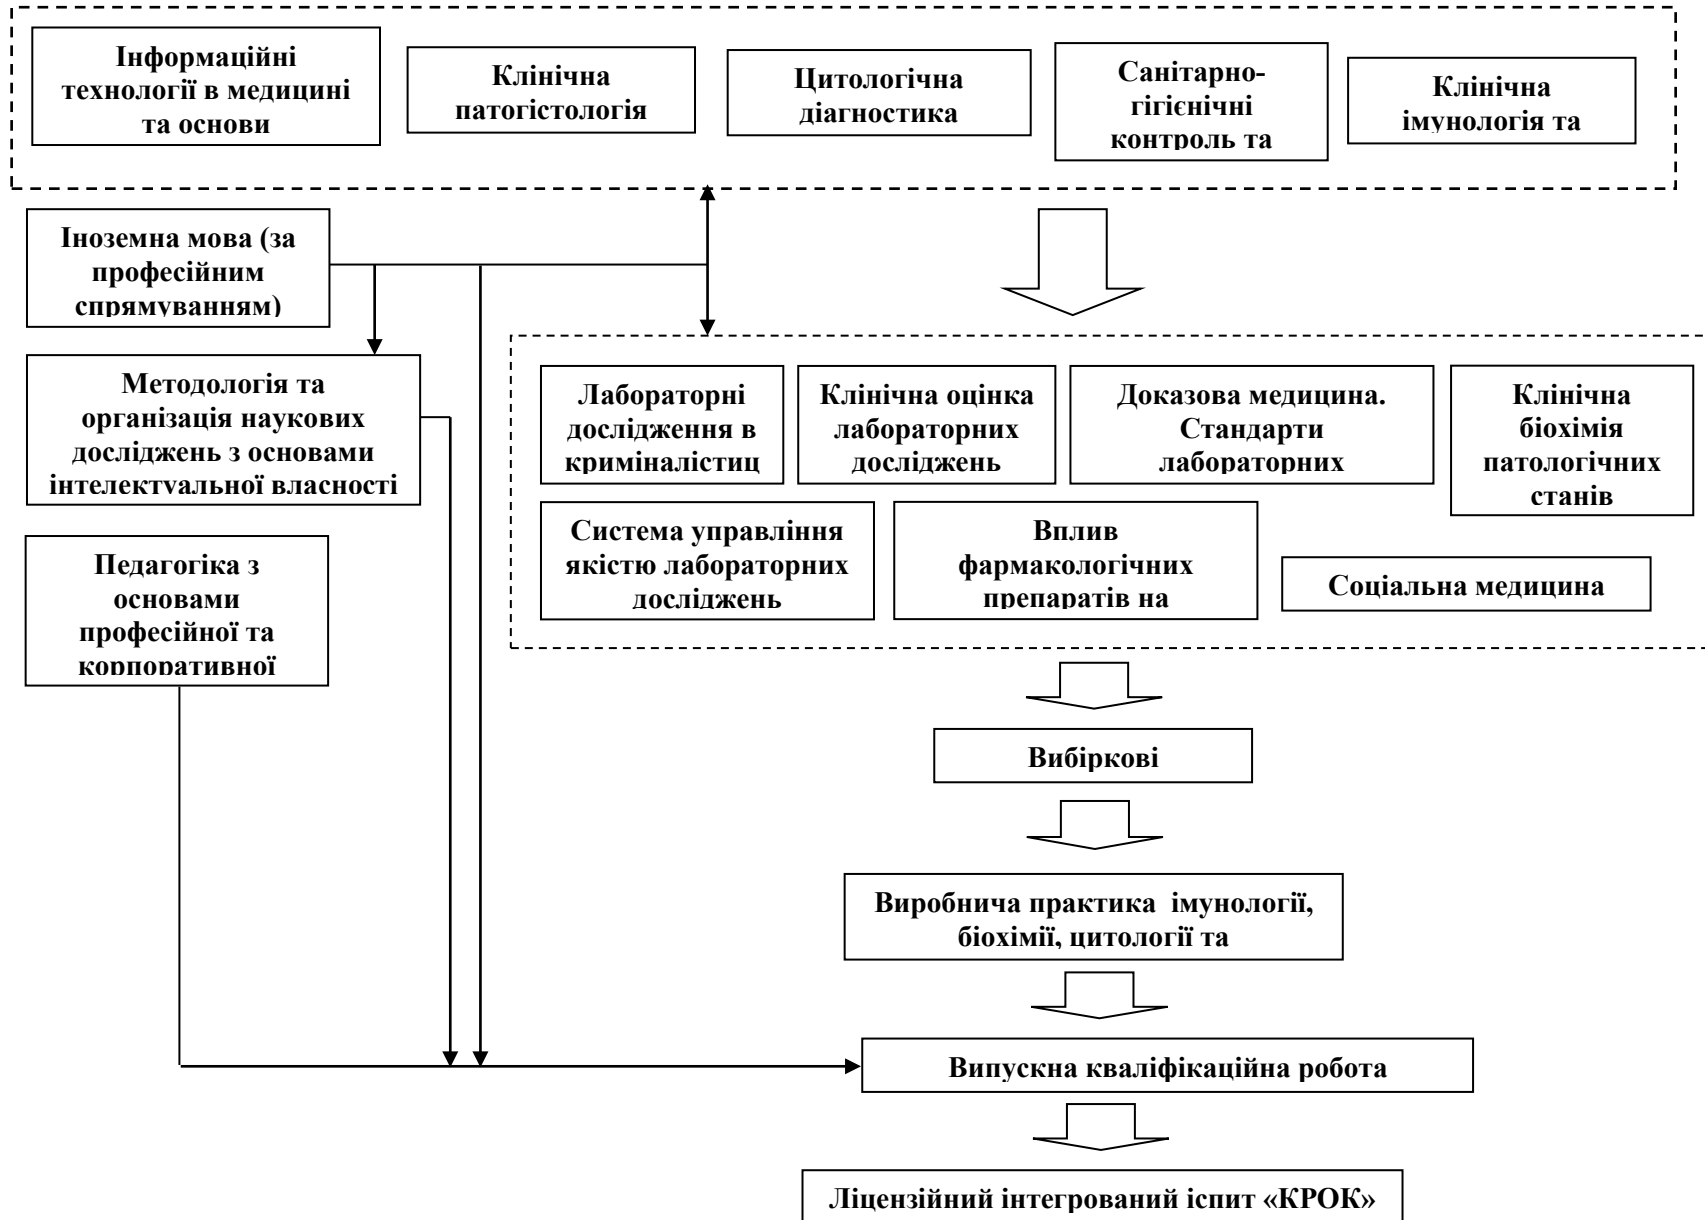 Інформаційні
технології в медицині
та основи
Клінічна
патогістологія
Цитологічна
діагностика
Санітарно-
гігієнічні
контроль та
Клінічна
імунологія та
Іноземна мова (за
професійним
спрямуванням)
Методологія та
організація наукових
досліджень з основами
інтелектуальної власності
Педагогіка з
основами
професійної та
корпоративної
Лабораторні
дослідження в
криміналістиц
Клінічна оцінка
лабораторних
досліджень
Доказова медицина.
Стандарти
лабораторних
Клінічна
біохімія
патологічних
станів
Система управління
якістю лабораторних
досліджень
Вплив
фармакологічних
препаратів на
Соціальна медицина
Вибіркові
Виробнича практика імунології,
біохімії, цитології та
Випускна кваліфікаційна робота
Ліцензійний інтегрований іспит «КРОК»